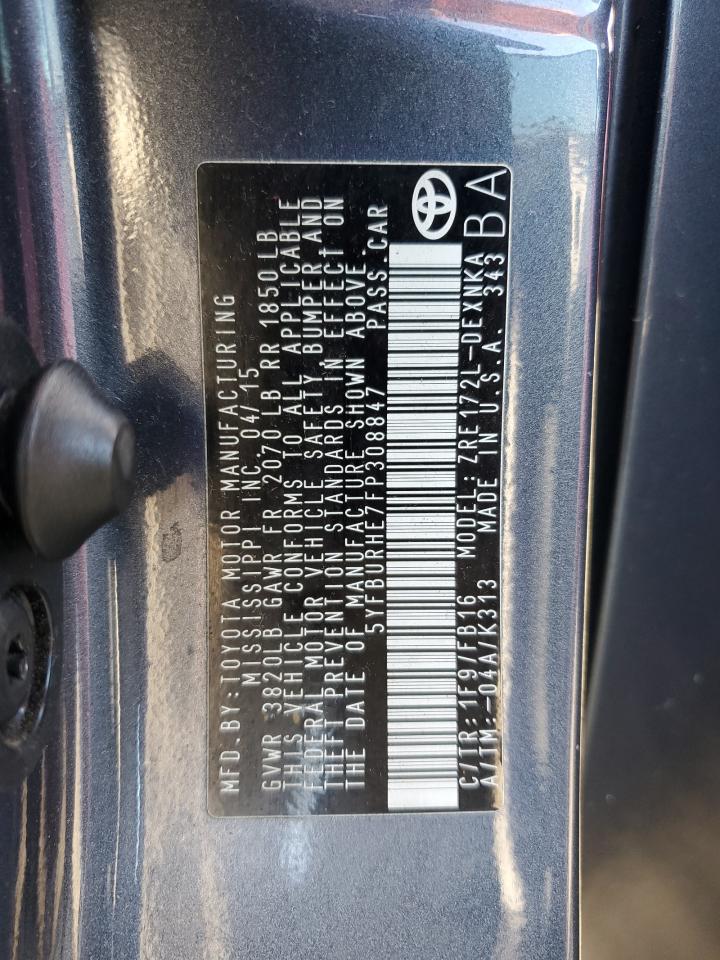 MFD. BY: TOYOTA MOTOR MANUFACTURING
MISSISSIPPI INC. 04/15
GVWR 3820LB GAWR FR 2070 LB RR 1850 LB
THIS VEHICLE CONFORMS TO ALL APPLICABLE
FEDERAL MOTOR VEHICLE SAFETY BUMPER AND
THEFT PREVENTION STANDARDS IN EFFECT ON
THE DATE OF MANUFACTURE SHOWN ABOVE.
5YFBURHE7FP308847 PASS.CAR
C/TR: 1F9/FB16 MODEL: ZRE172L-DEXNKA
A/TM:-04A/K313 MADE IN U.S.A. 343
BA